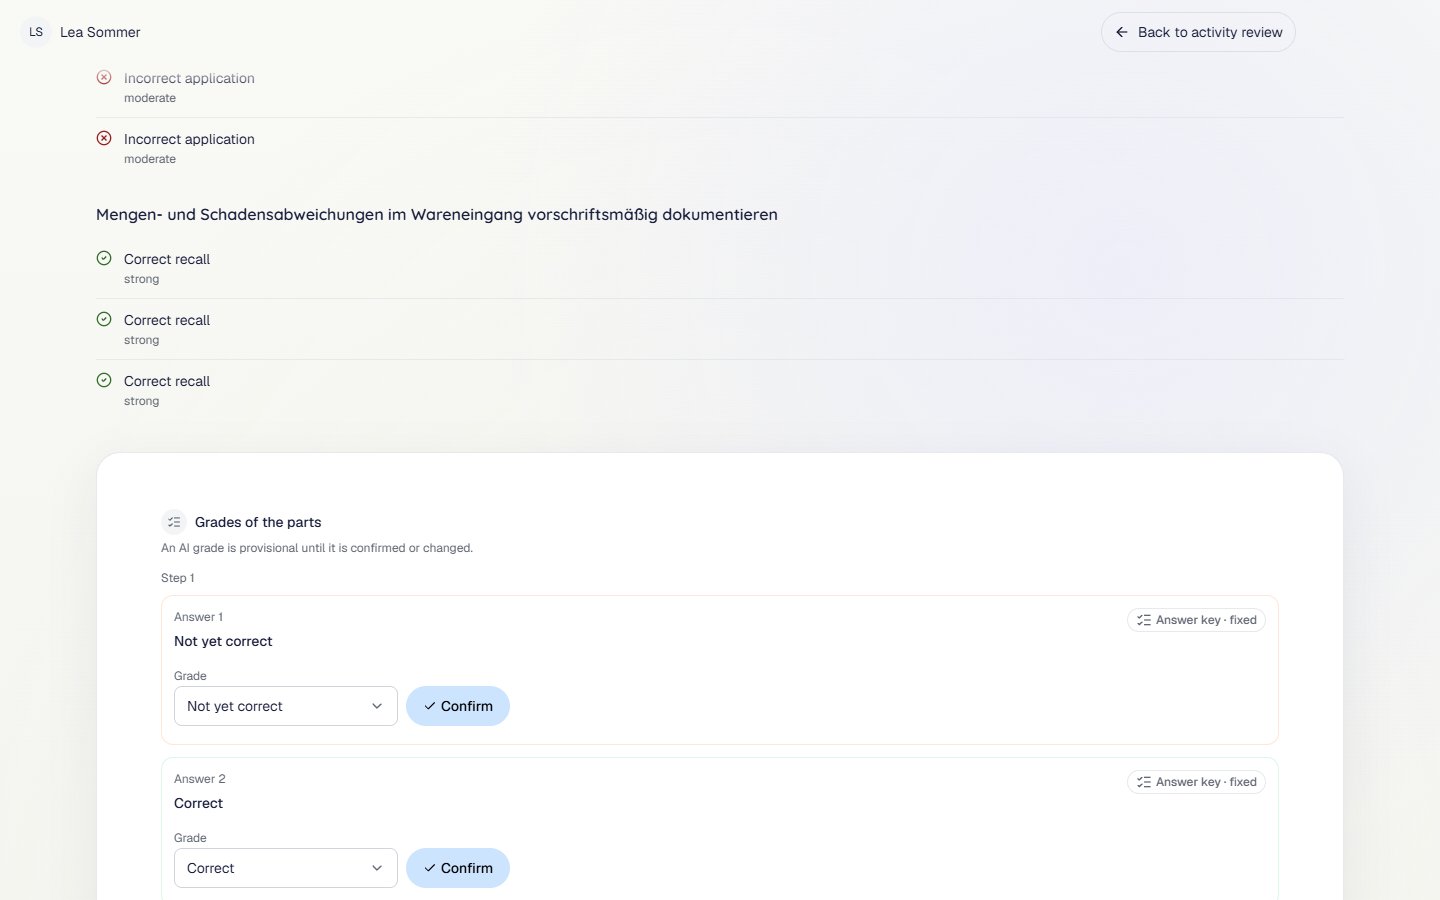 LS
Lea Sommer
Back to activity review
Incorrect application
moderate
Incorrect application
moderate
Mengen- und Schadensabweichungen im Wareneingang vorschriftsmäßig dokumentieren
Correct recall
strong
Correct recall
strong
Correct recall
strong
Grades of the parts
An AI grade is provisional until it is confirmed or changed.
Step 1
Answer 1
Answer key · fixed
Not yet correct
Grade
Not yet correct
Confirm
Answer 2
Answer key · fixed
Correct
Grade
Correct
Confirm